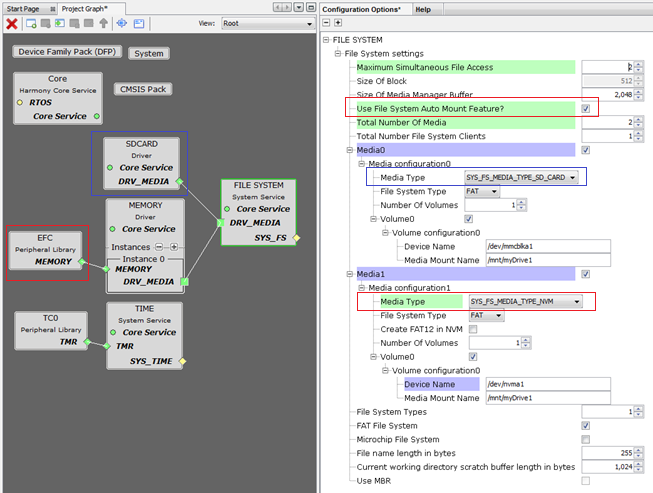 Start Page
Project Graph*
View:
Root
Device Family Pack (DFP)
System
Core
Harmony Core Service
RTOS
Core Service
CMSIS Pack
SDCARD
Driver
Core Service
DRV_MEDIA
MEMORY
Driver
Core Service
Instances
Instance 0
MEMORY
DRV_MEDIA
FILE SYSTEM
System Service
Core Service
DRV_MEDIA
SYS_FS
EFC
Peripheral Library
MEMORY
TC0
Peripheral Library
TMR
TIME
System Service
Core Service
TMR
SYS_TIME
Configuration Options*
Help
FILE SYSTEM
File System settings
Maximum Simultaneous File Access 2
Size Of Block 512
Size Of Media Manager Buffer 2,048
Use File System Auto Mount Feature?
Total Number Of Media 2
Total Number File System Clients 1
Media0
Media configuration0
Media Type SYS_FS_MEDIA_TYPE_SD_CARD
File System Type FAT
Number Of Volumes 1
Volume0
Volume configuration0
Device Name /dev/mmcblka1
Media Mount Name /mnt/myDrive1
Media1
Media configuration1
Media Type SYS_FS_MEDIA_TYPE_NVM
File System Type FAT
Create FAT12 in NVM
Number Of Volumes 1
Volume0
Volume configuration0
Device Name /dev/nvma1
Media Mount Name /mnt/myDrive1
File System Types 1
FAT File System
Microchip File System
File name length in bytes 255
Current working directory scratch buffer length in bytes 1,024
Use MBR